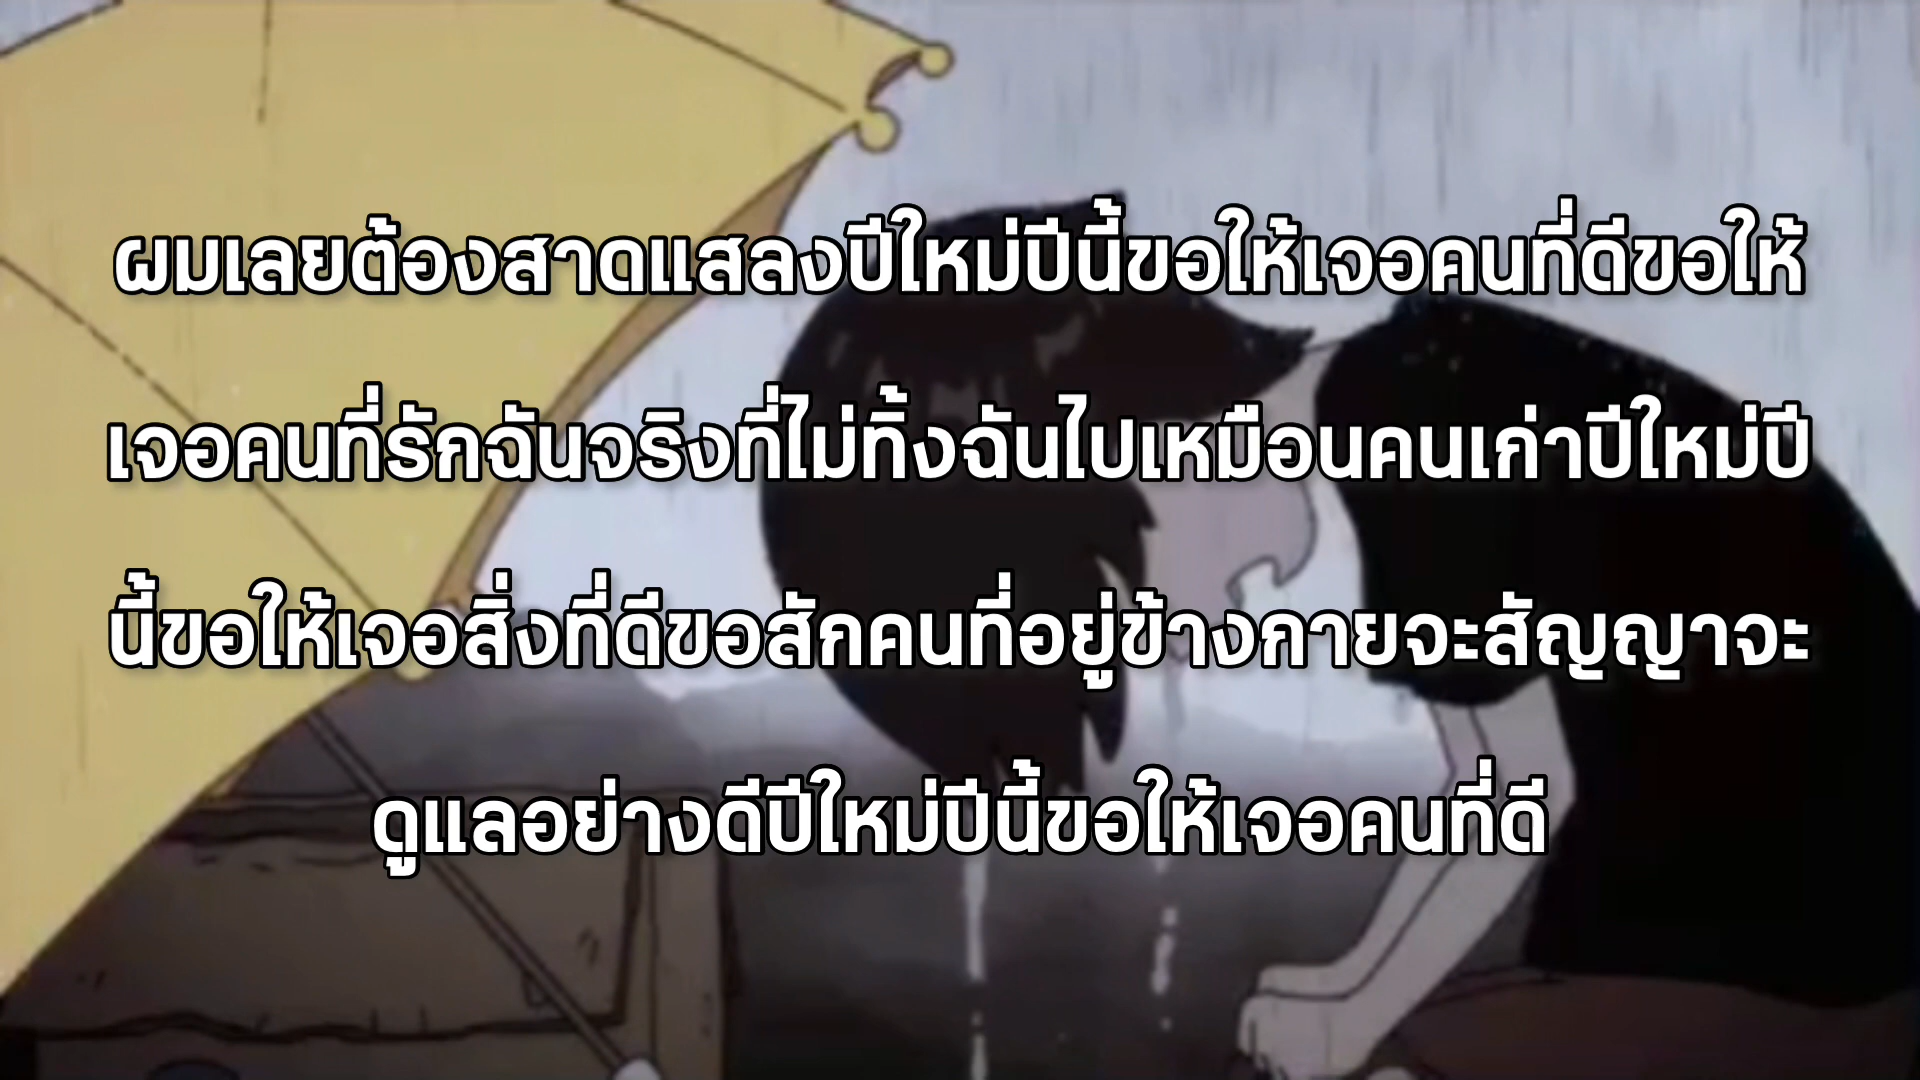 ผมเลยต้องสาดแสลงปีใหม่ปีนี้ขอให้เจอคนที่ดีขอให้
เจอคนที่รักฉันจริงที่ไม่ทิ้งฉันไปเหมือนคนเก่าปีใหม่ปี
นี้ขอให้เจอสิ่งที่ดีขอสักคนที่อยู่ข้างกายจะสัญญาจะ
ดูแลอย่างดีปีใหม่ปีนี้ขอให้เจอคนที่ดี